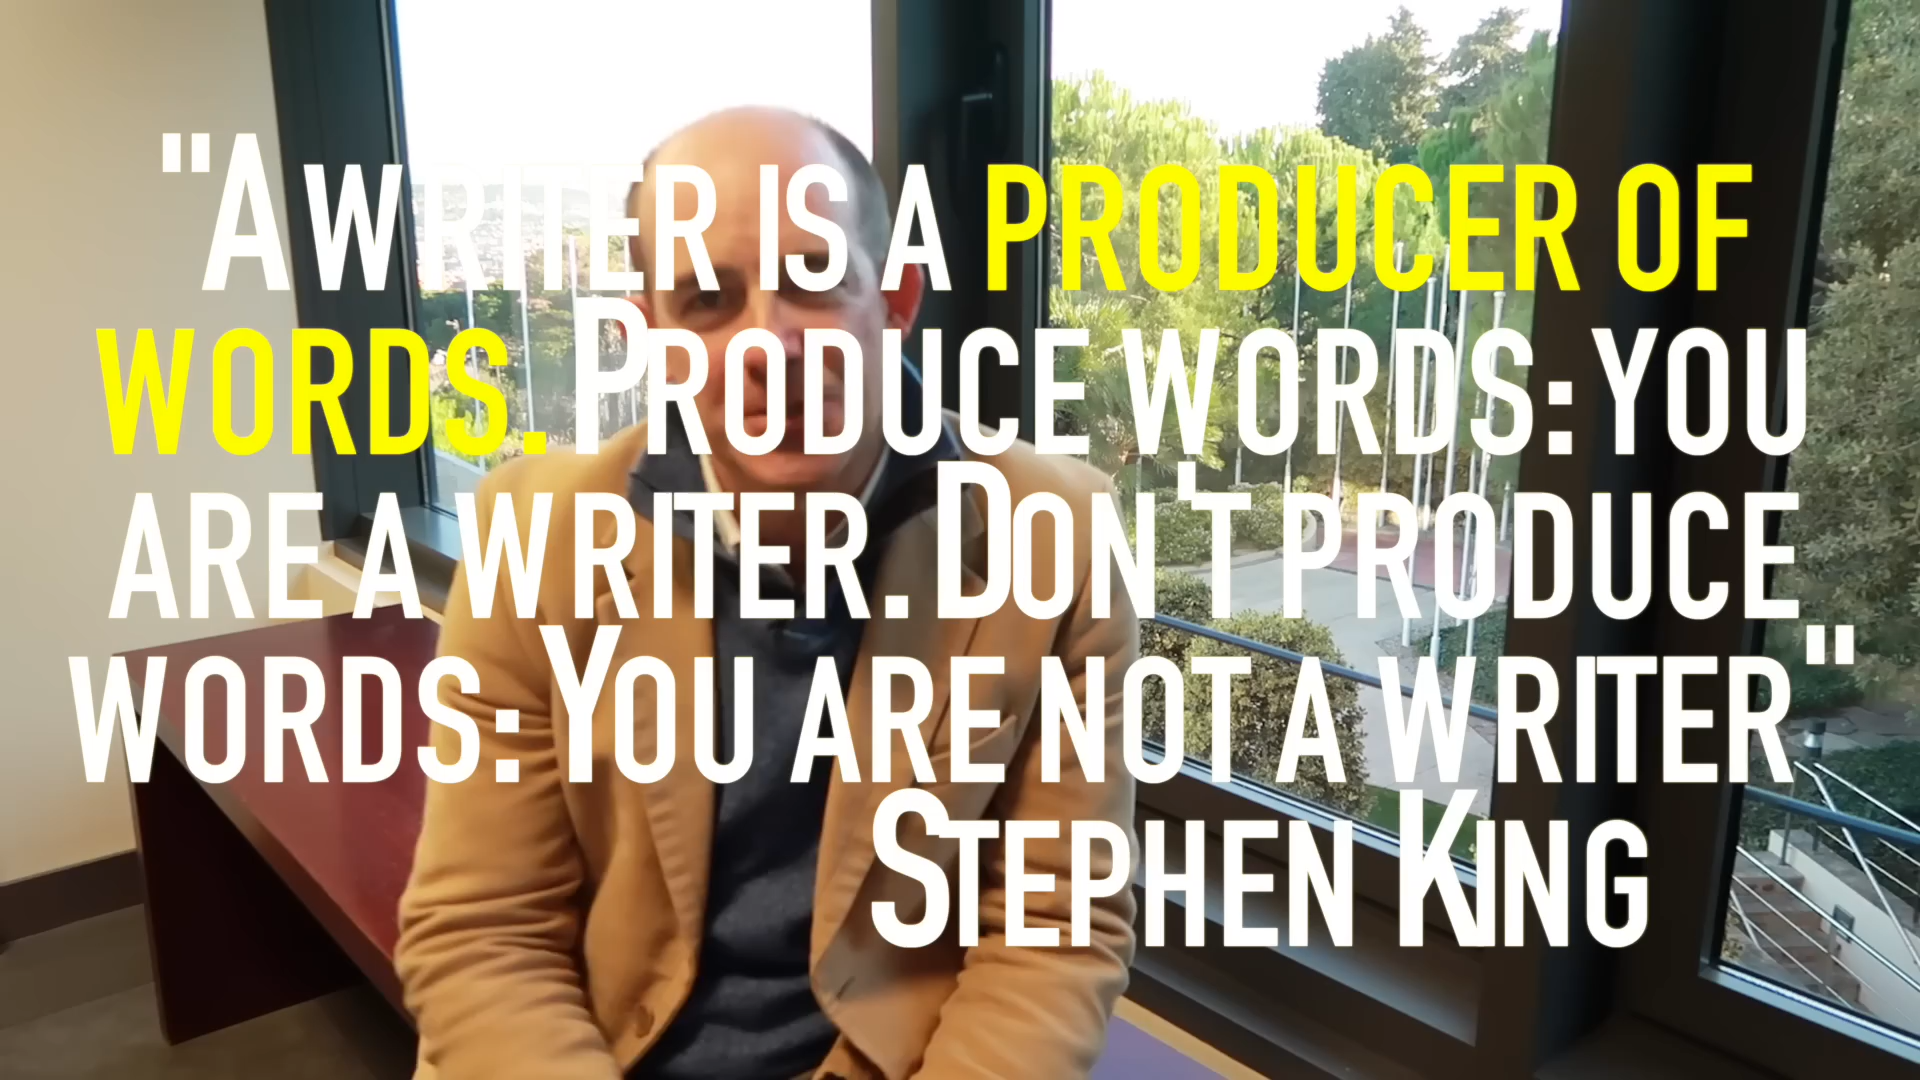 "A writer is a producer of
words. Produce words: you
are a writer. Don't produce
words: You are not a writer"
Stephen King